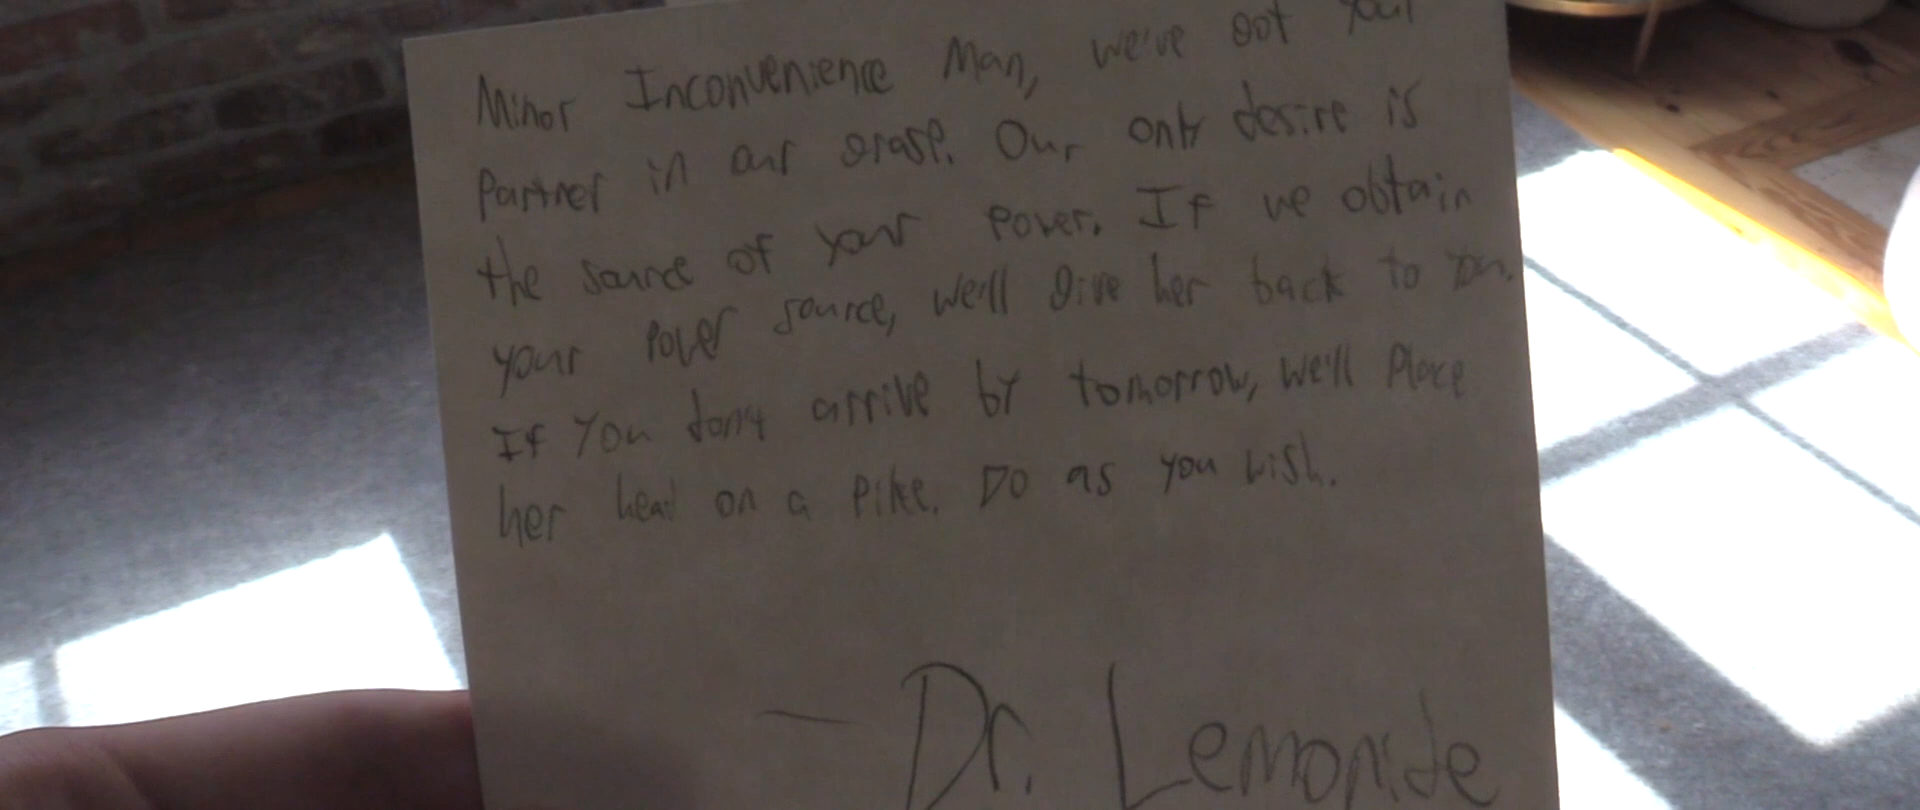 Minor Inconvenience Man, we've got your
partner in our grasp. Our only desire is
the source of your power. If we obtain
your power source, we'll give her back to you.
If you don't arrive by tomorrow, we'll place
her head on a pike. Do as you wish.
— Dr. Lemonide